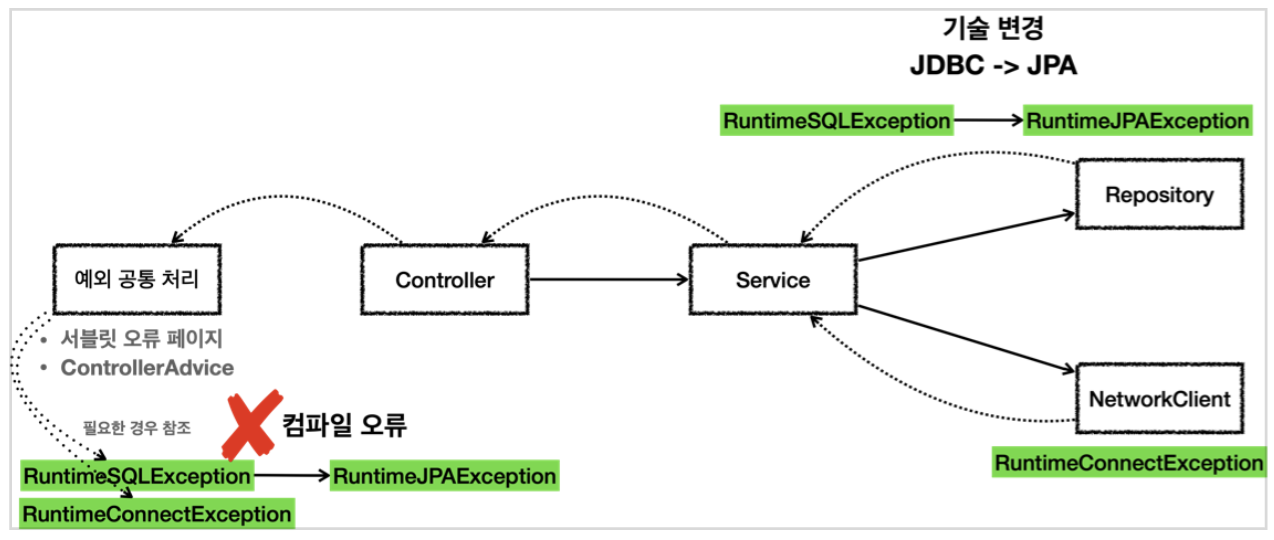 기술 변경
JDBC -> JPA
RuntimeSQLException
RuntimeJPAException
Repository
예외 공통 처리
Controller
Service
• 서블릿 오류 페이지
• ControllerAdvice
NetworkClient
필요한 경우 참조
컴파일 오류
RuntimeConnectException
RuntimeSQLException
RuntimeJPAException
RuntimeConnectException